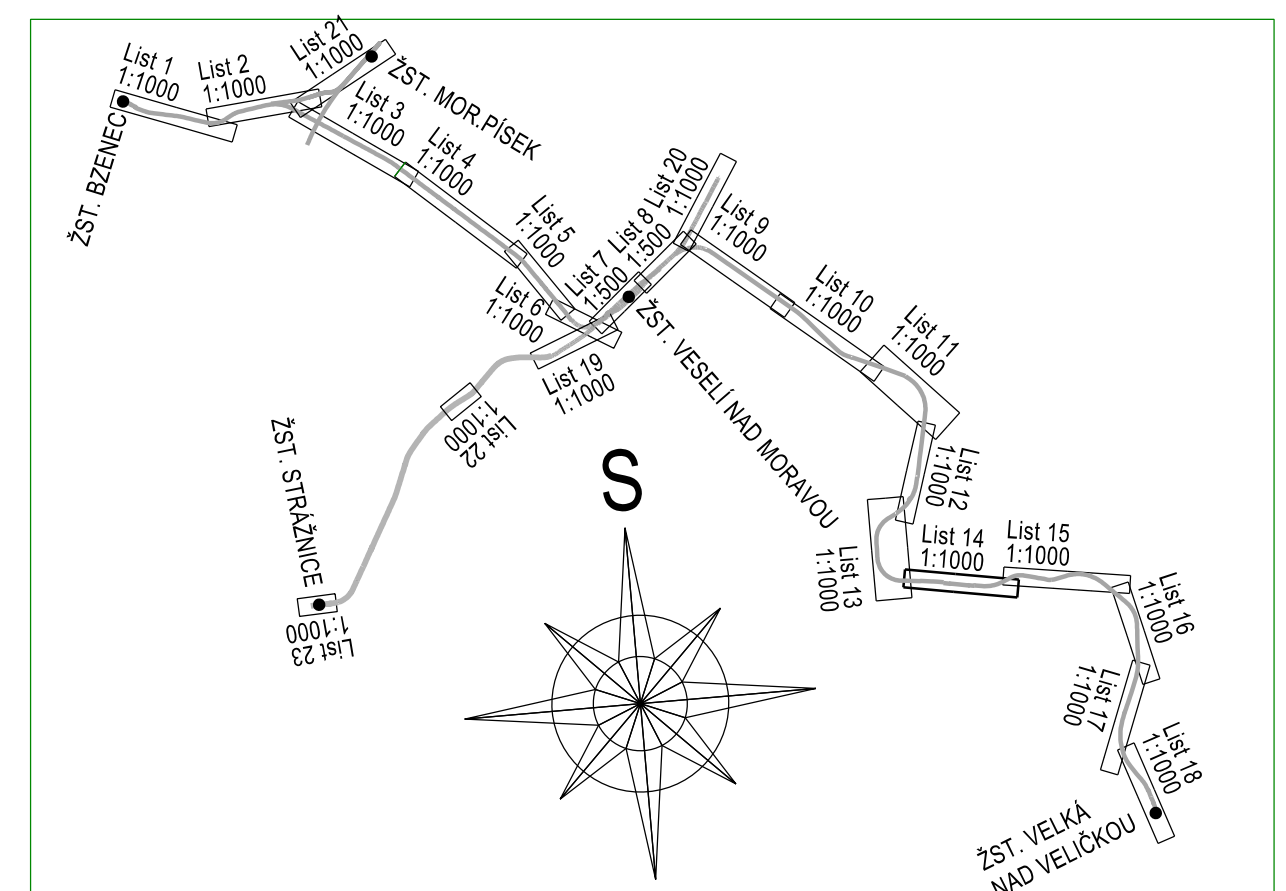 List 1
1:1000
List 2
1:1000
List 21
1:1000
ŽST. MOR.PÍSEK
ŽST. BZENEC
List 3
1:1000
List 4
1:1000
List 5
1:1000
List 6
1:1000
List 7
1:500
List 8
1:500
List 20
1:1000
List 9
1:1000
List 10
1:1000
List 11
1:1000
ŽST. VESELÍ NAD MORAVOU
List 19
1:1000
List 22
1:1000
ŽST. STRÁŽNICE
List 23
1:1000
S
List 12
1:1000
List 13
1:1000
List 14
1:1000
List 15
1:1000
List 16
1:1000
List 17
1:1000
List 18
1:1000
ŽST. VELKÁ
NAD VELIČKOU